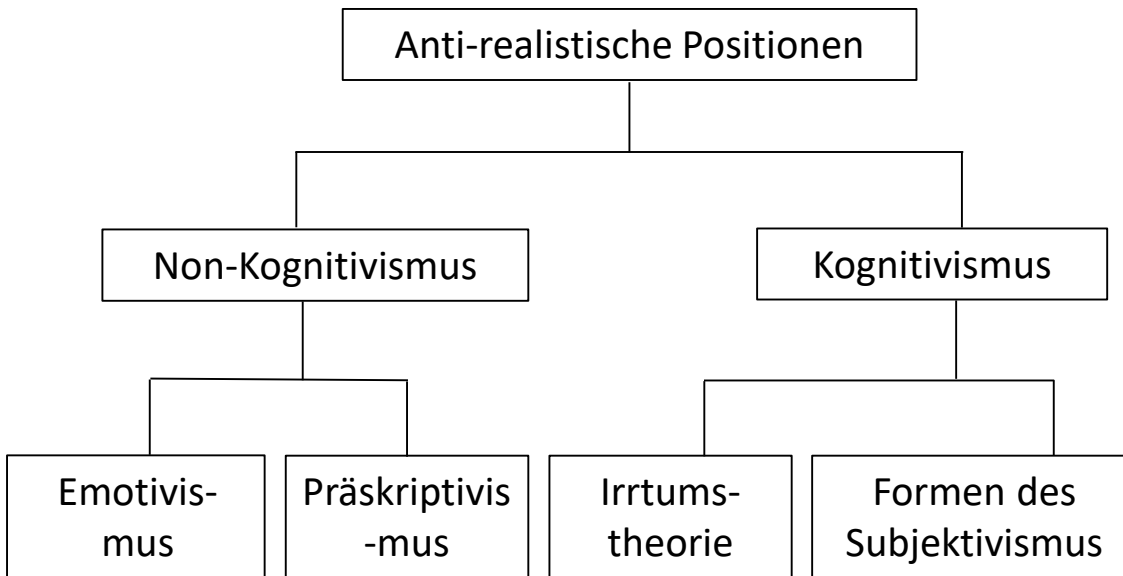 Anti-realistische Positionen
Non-Kognitivismus
Kognitivismus
Emotivis-
mus
Präskriptivis
-mus
Irrtums-
theorie
Formen des
Subjektivismus